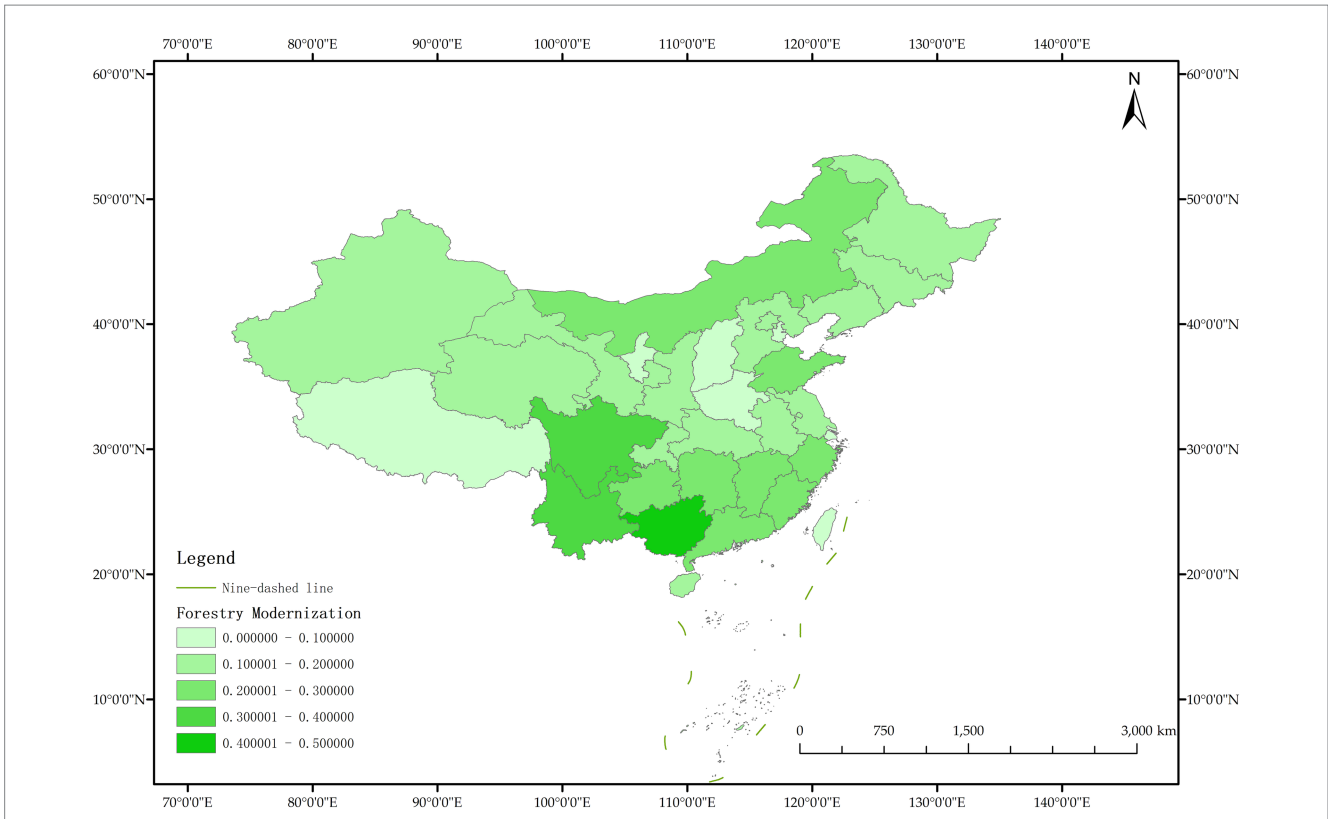 70°0'0"E 80°0'0"E 90°0'0"E 100°0'0"E 110°0'0"E 120°0'0"E 130°0'0"E 140°0'0"E
60°0'0"N 60°0'0"N
N
50°0'0"N 50°0'0"N
40°0'0"N 40°0'0"N
30°0'0"N 30°0'0"N
20°0'0"N 20°0'0"N
10°0'0"N 10°0'0"N
Legend
Nine-dashed line
Forestry Modernization
0.000000 - 0.100000
0.100001 - 0.200000
0.200001 - 0.300000
0.300001 - 0.400000
0.400001 - 0.500000
0 750 1,500 3,000 km
70°0'0"E 80°0'0"E 90°0'0"E 100°0'0"E 110°0'0"E 120°0'0"E 130°0'0"E 140°0'0"E